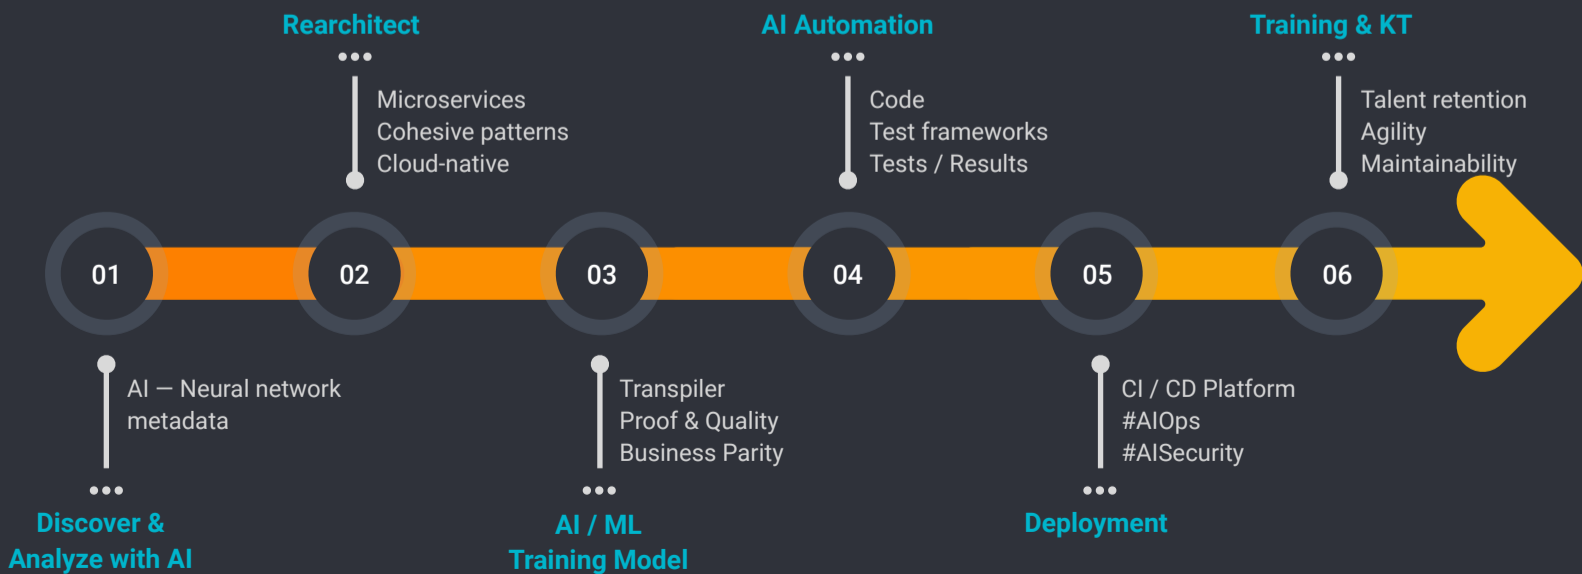 Rearchitect
Microservices
Cohesive patterns
Cloud-native
AI Automation
Code
Test frameworks
Tests / Results
Training & KT
Talent retention
Agility
Maintainability
01
02
03
04
05
06
AI — Neural network
metadata
Discover &
Analyze with AI
Transpiler
Proof & Quality
Business Parity
AI / ML
Training Model
CI / CD Platform
#AIOps
#AISecurity
Deployment